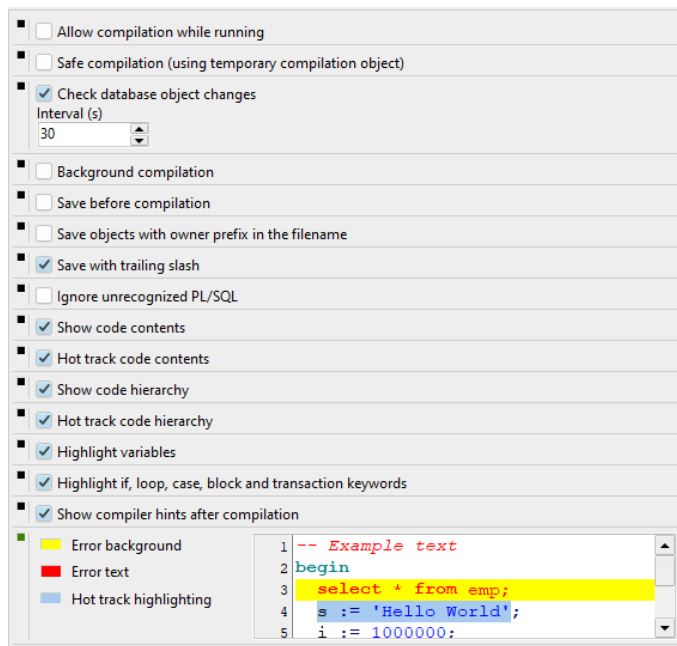 Allow compilation while running
Safe compilation (using temporary compilation object)
Check database object changes
Interval (s)
30
Background compilation
Save before compilation
Save objects with owner prefix in the filename
Save with trailing slash
Ignore unrecognized PL/SQL
Show code contents
Hot track code contents
Show code hierarchy
Hot track code hierarchy
Highlight variables
Highlight if, loop, case, block and transaction keywords
Show compiler hints after compilation
Error background
Error text
Hot track highlighting
1 -- Example text
2 begin
3 select * from emp;
4 s := 'Hello World';
5 i := 1000000;